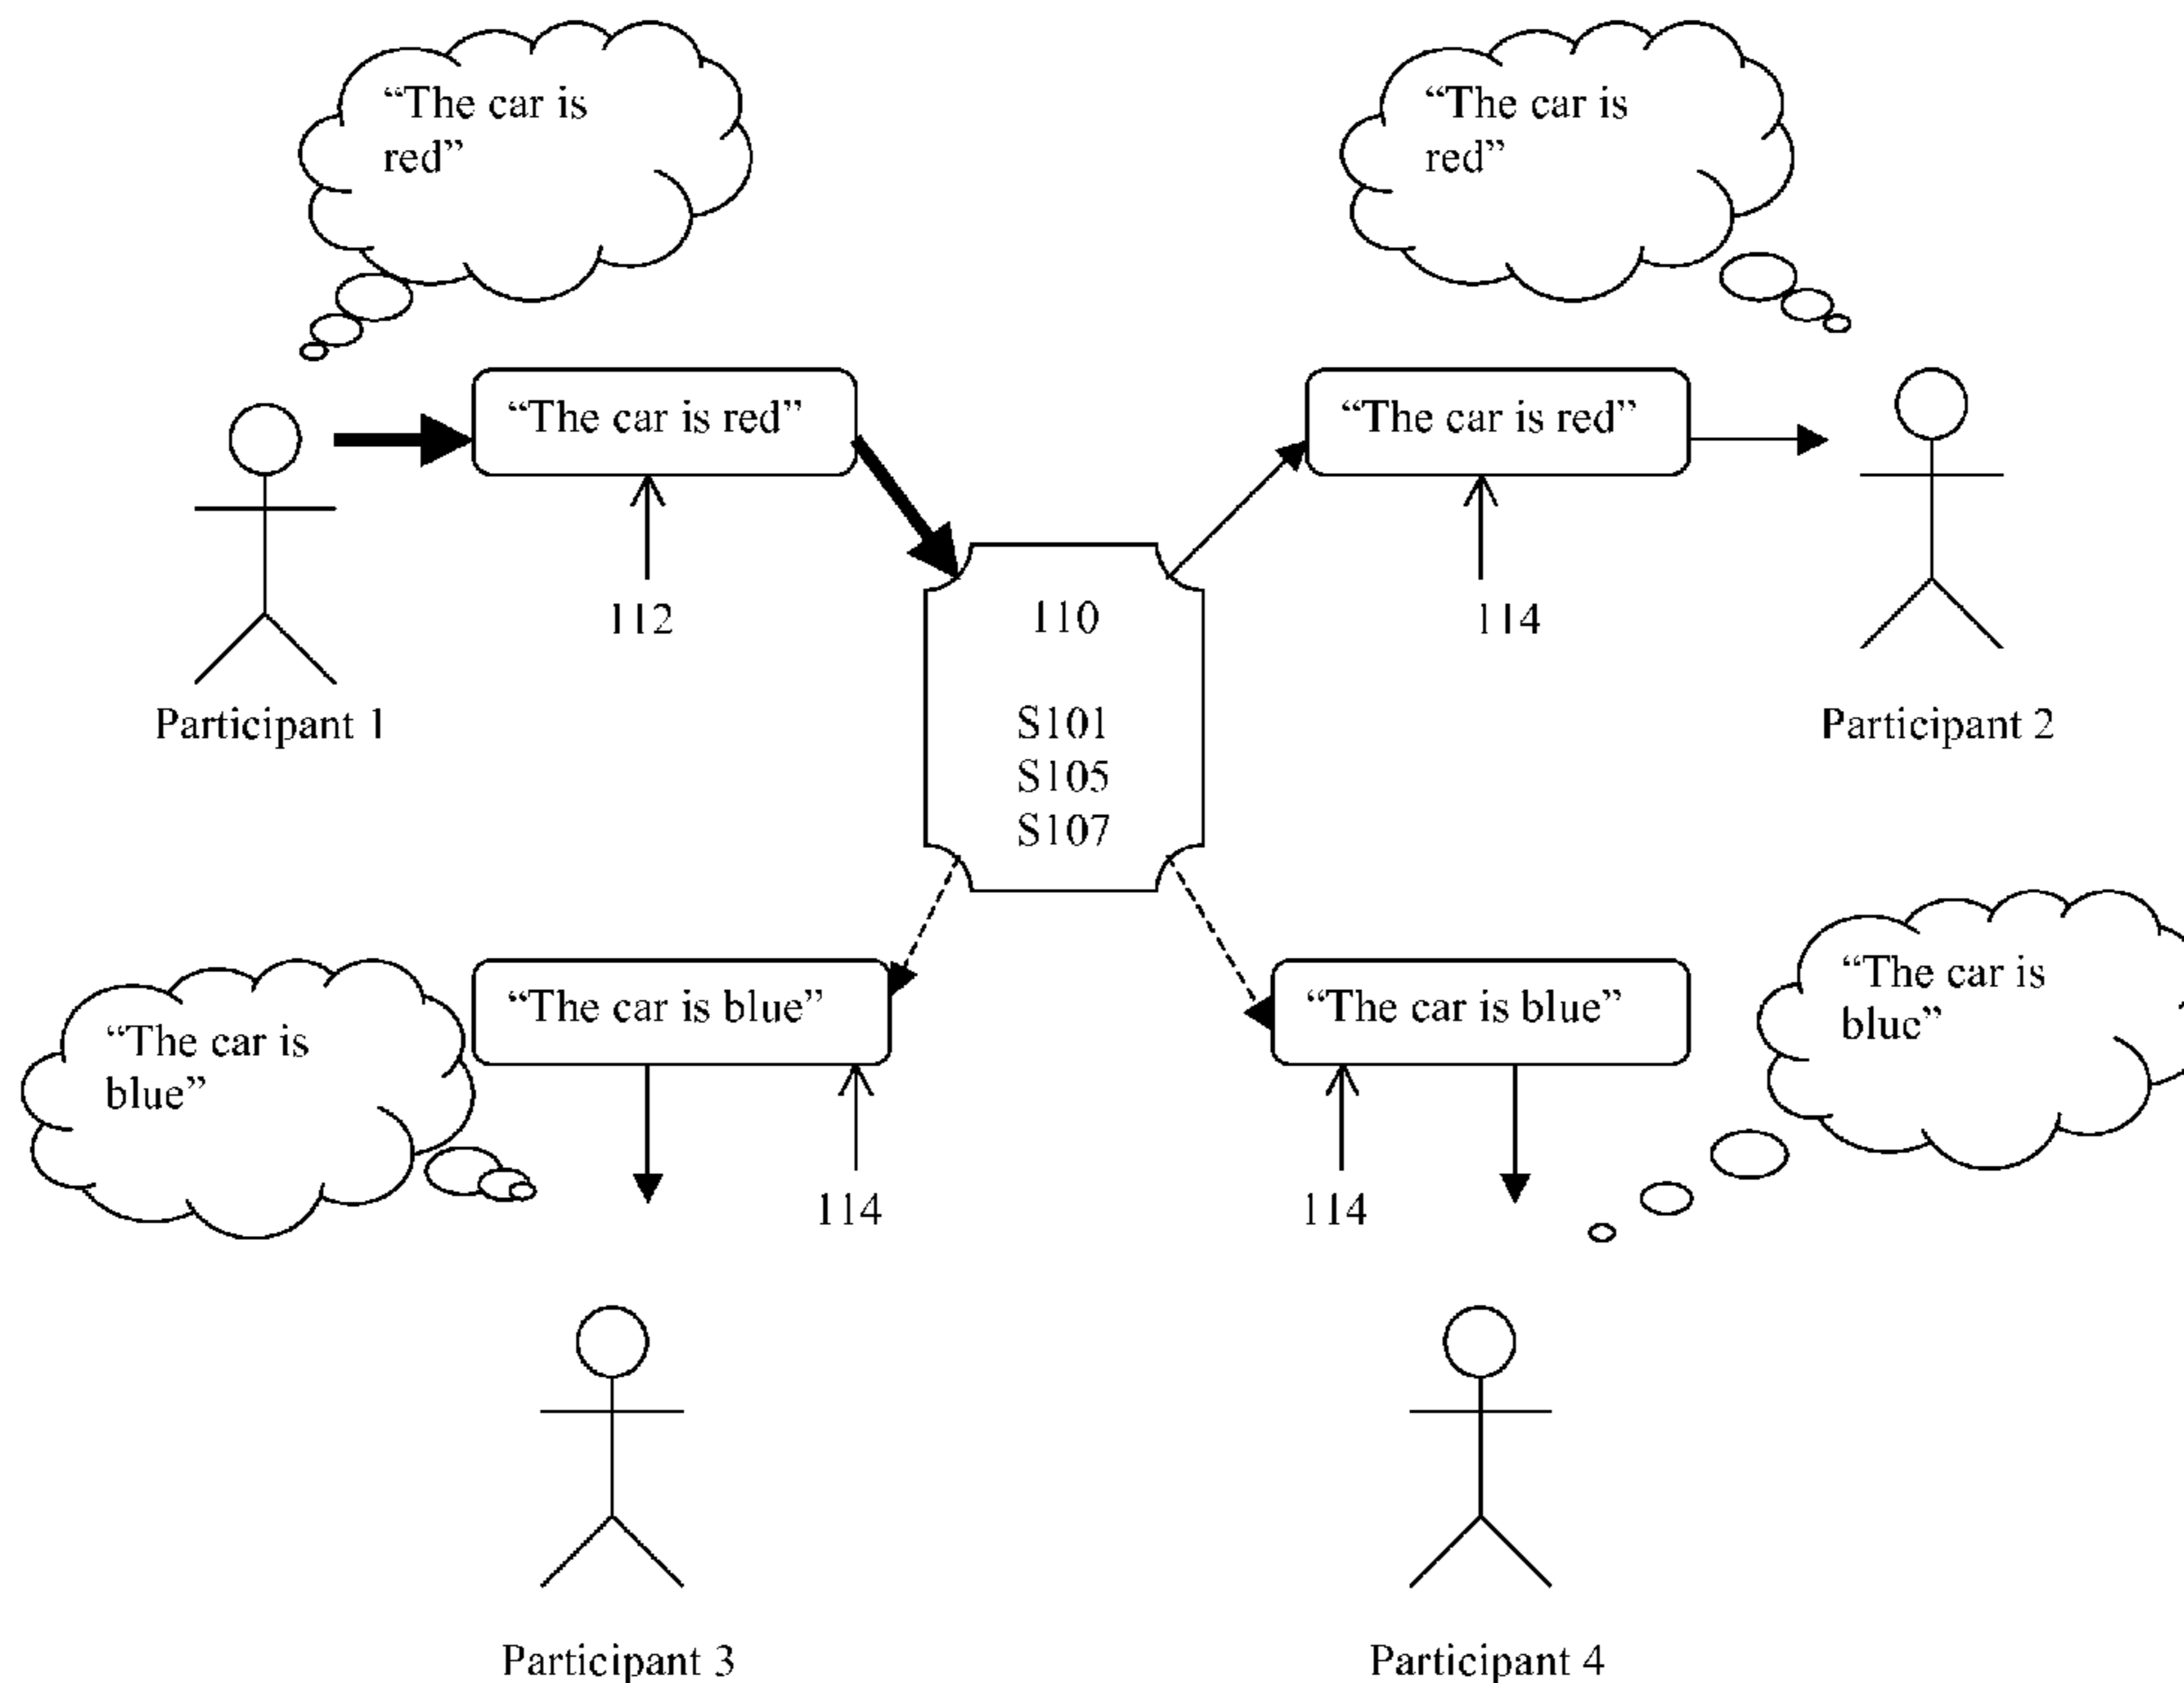 “The car is
red”
“The car is
red”
“The car is red”
“The car is red”
112
110
114
S101
S105
S107
Participant 1
Participant 2
“The car is
blue”
“The car is blue”
“The car is blue”
“The car is
blue”
114
114
Participant 3
Participant 4